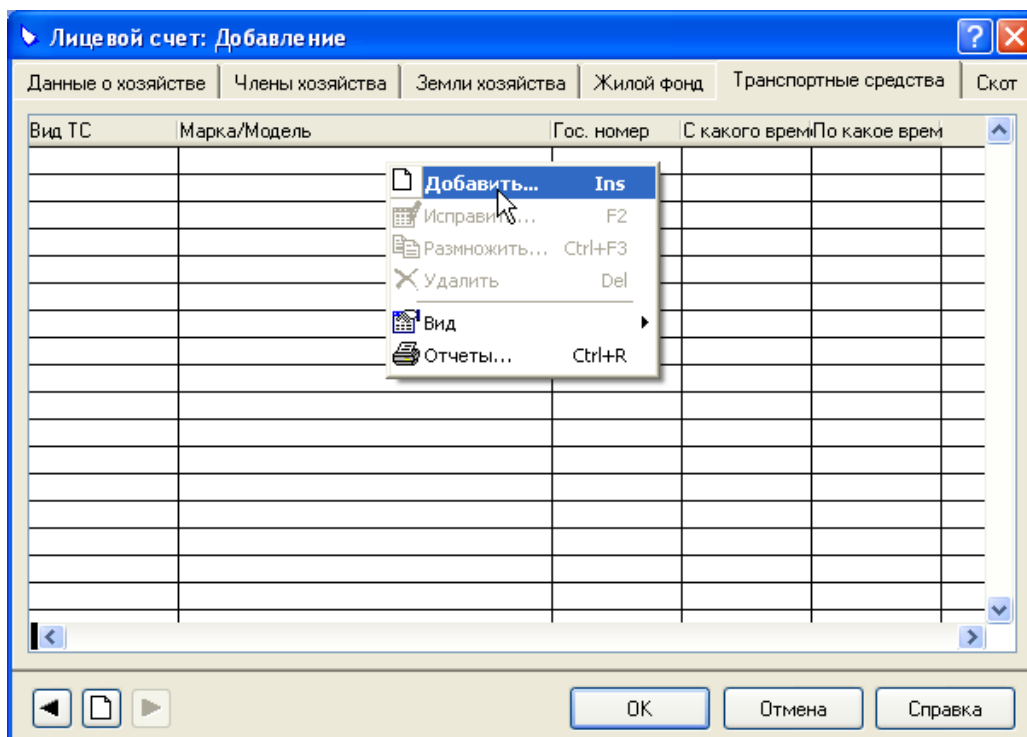 Лицевой счет: Добавление
Данные о хозяйстве Члены хозяйства Земли хозяйства Жилой фонд Транспортные средства Скот
Вид ТС Марка/Модель Гос. номер С какого врем По какое врем
Добавить... Ins
Исправить... F2
Размножить... Ctrl+F3
Удалить Del
Вид
Отчеты... Ctrl+R
OK Отмена Справка